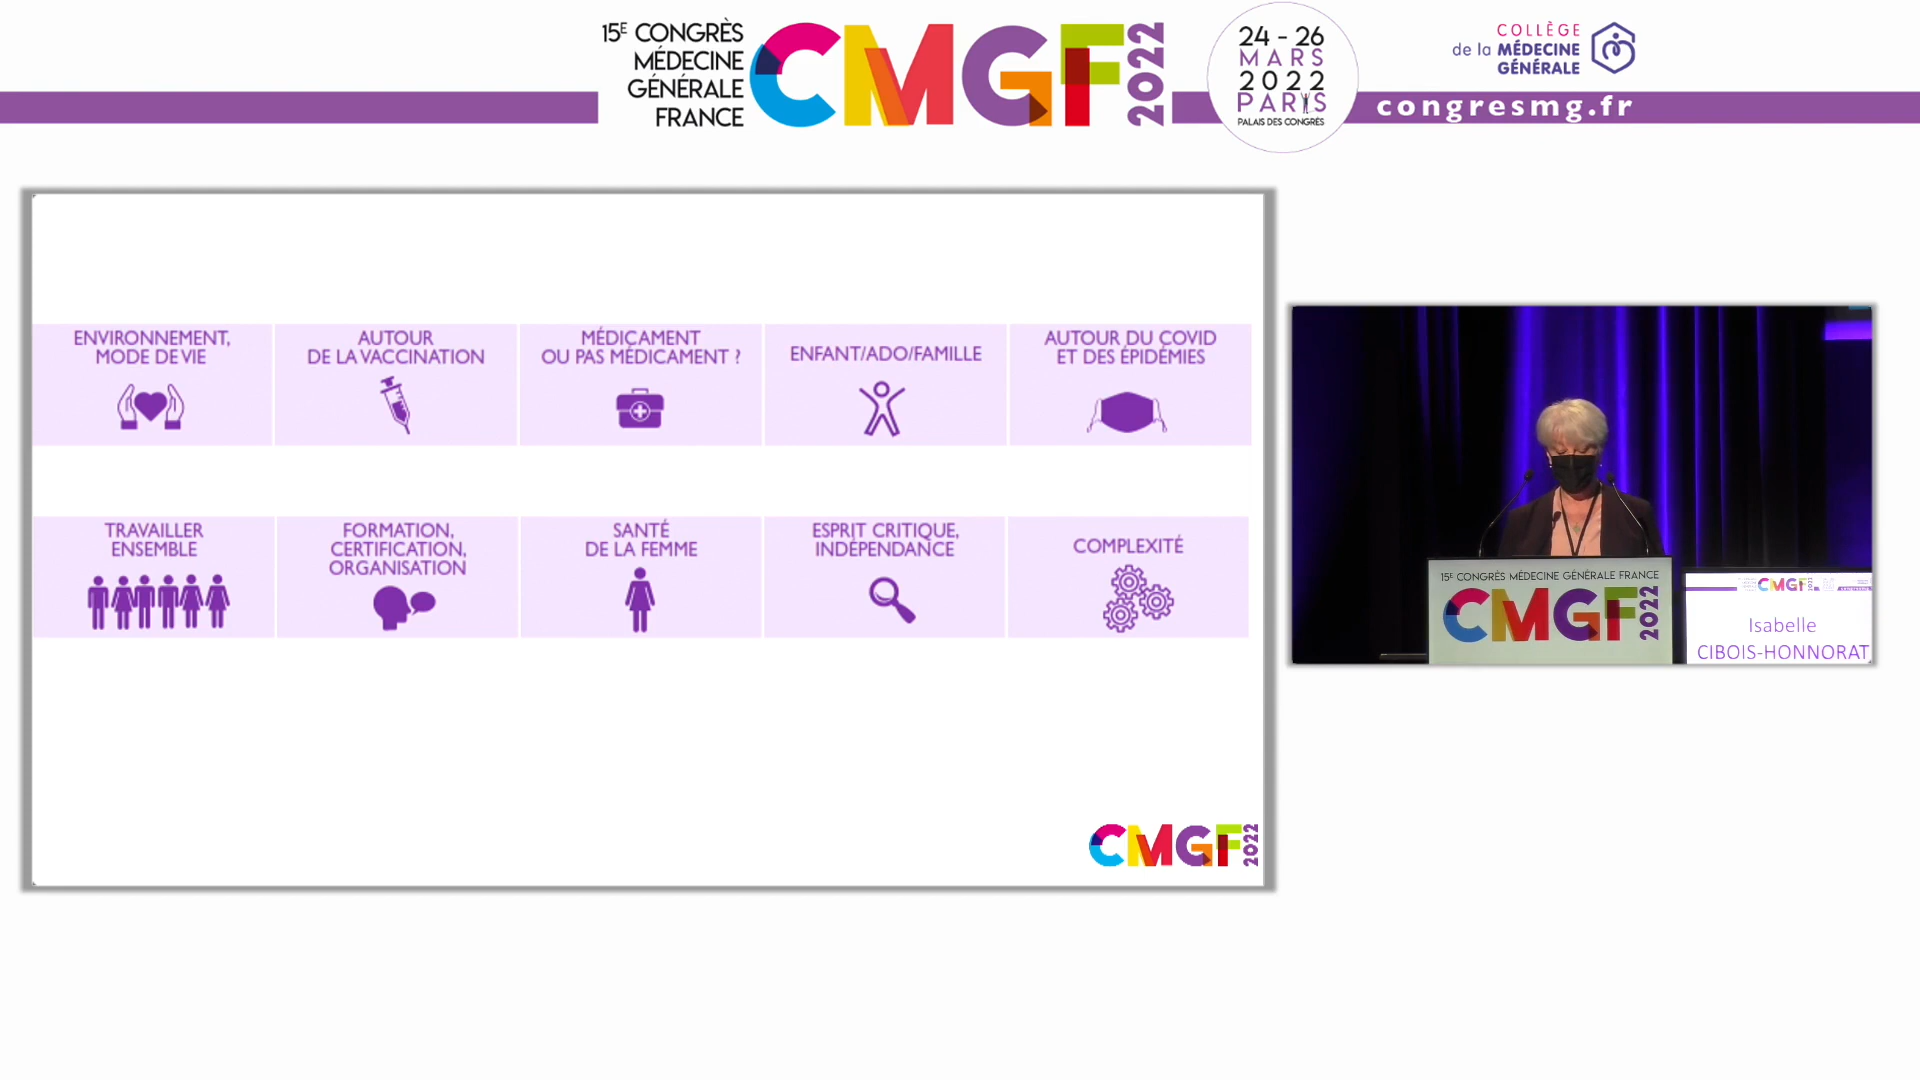 15E CONGRÈS
MÉDECINE
GÉNÉRALE
FRANCE
CMGF
2022
24 - 26
MARS
2022
PARIS
PALAIS DES CONGRÈS
COLLÈGE
de la MÉDECINE
GÉNÉRALE
congresmg.fr
ENVIRONNEMENT,
MODE DE VIE
AUTOUR
DE LA VACCINATION
MÉDICAMENT
OU PAS MÉDICAMENT ?
ENFANT/ADO/FAMILLE
AUTOUR DU COVID
ET DES ÉPIDÉMIES
TRAVAILLER
ENSEMBLE
FORMATION,
CERTIFICATION,
ORGANISATION
SANTÉ
DE LA FEMME
ESPRIT CRITIQUE,
INDÉPENDANCE
COMPLEXITÉ
CMGF
2022
15E CONGRÈS MÉDECINE GÉNÉRALE FRANCE
CMGF
2022
CMGF
Isabelle
CIBOIS-HONNORAT